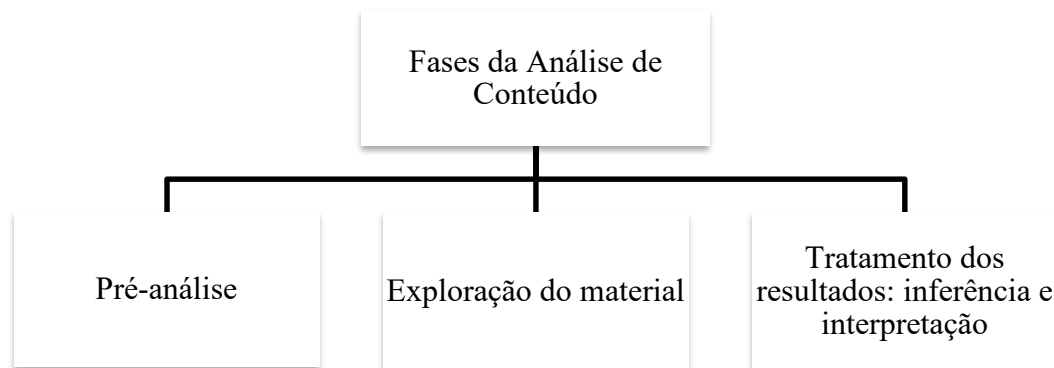 Fases da Análise de
Conteúdo
Pré-análise
Exploração do material
Tratamento dos
resultados: inferência e
interpretação